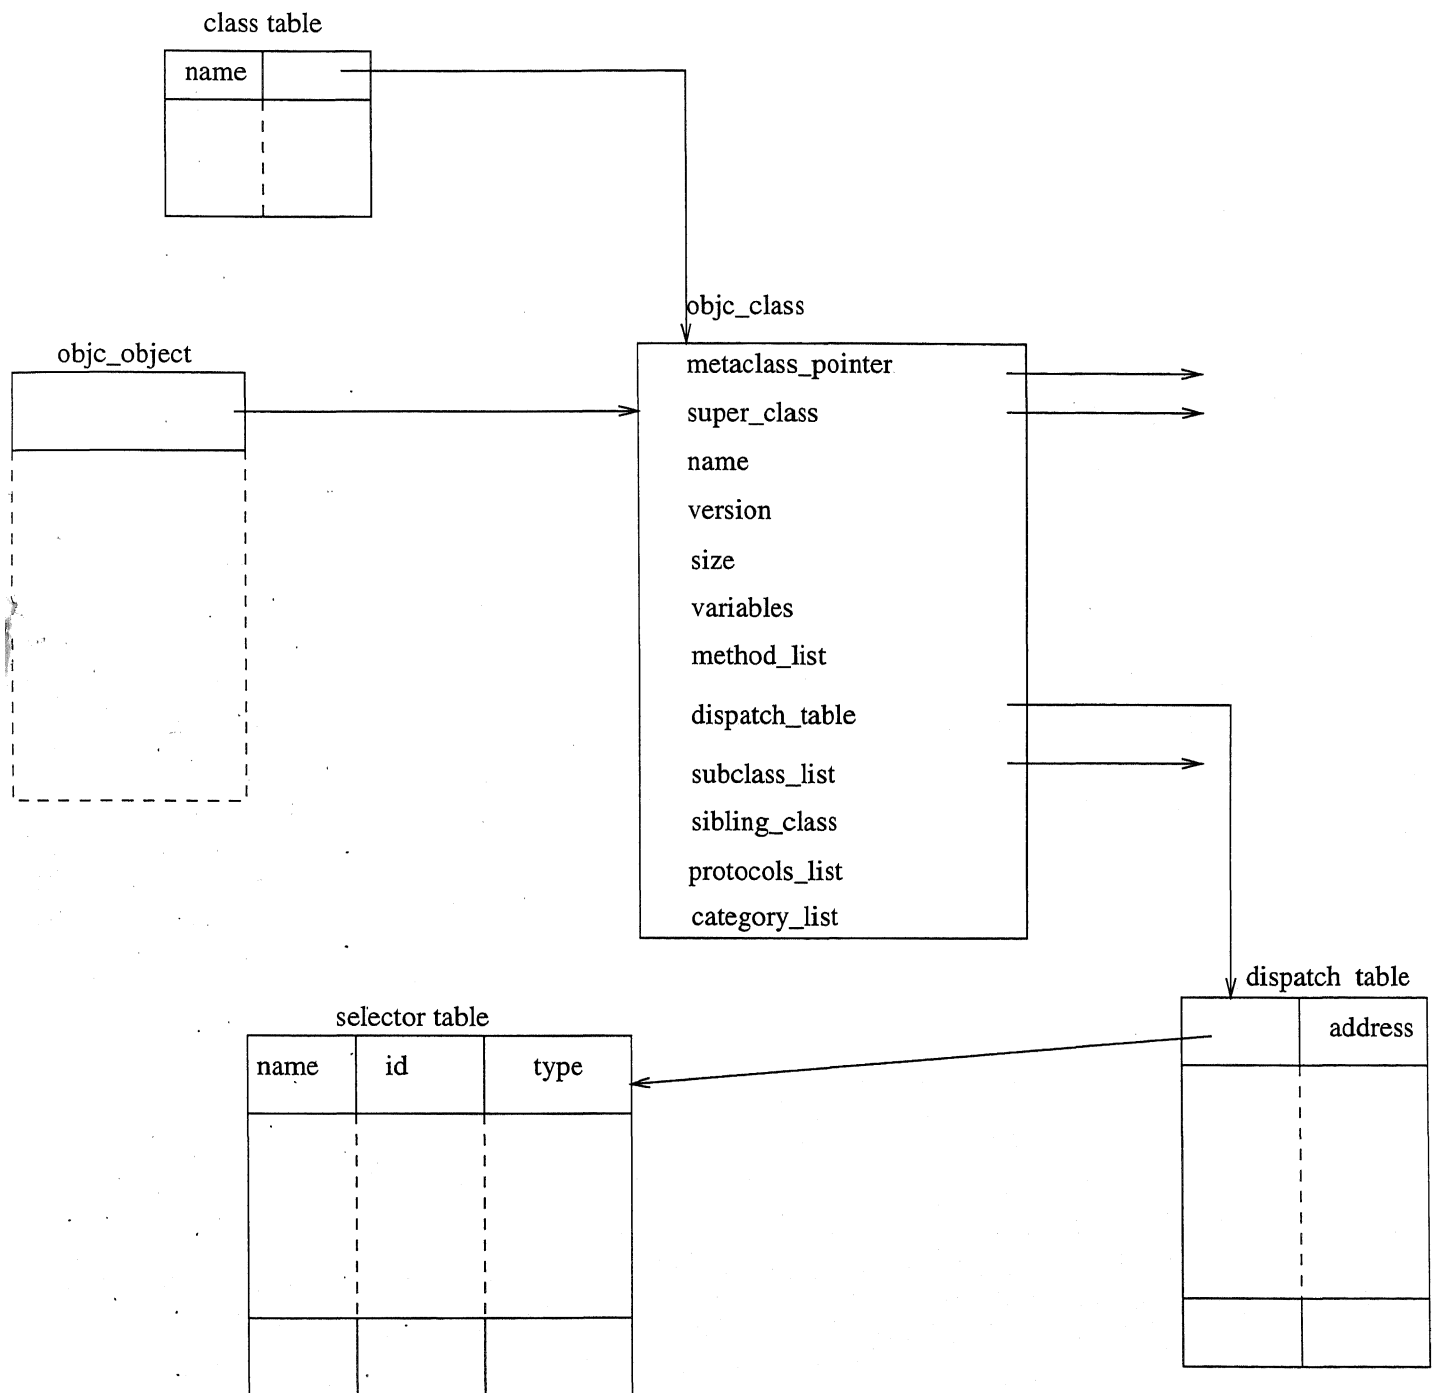 class table
name
objc_class
objc_object
metaclass_pointer
super_class
name
version
size
variables
method_list
dispatch_table
subclass_list
sibling_class
protocols_list
category_list
dispatch table
address
selector table
name id type